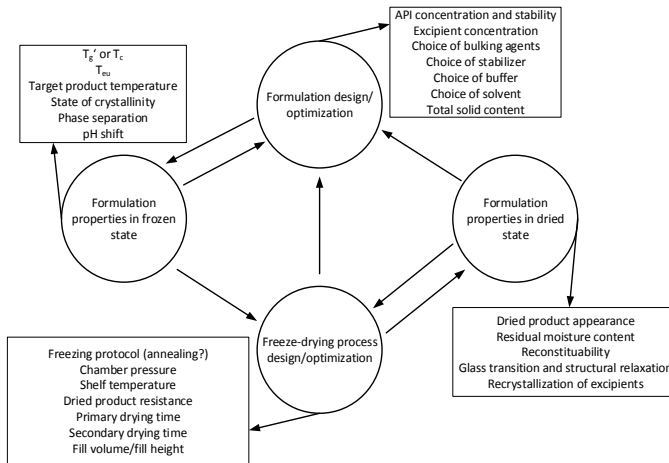 API concentration and stability
Excipient concentration
Choice of bulking agents
Choice of stabilizer
Choice of buffer
Choice of solvent
Total solid content
Tg‘ or Tc
Teu
Target product temperature
State of crystallinity
Phase separation
pH shift
Formulation design/
optimization
Formulation
properties in frozen
state
Formulation
properties in dried
state
Freeze-drying process
design/optimization
Dried product appearance
Residual moisture content
Reconstituability
Glass transition and structural relaxation
Recrystallization of excipients
Freezing protocol (annealing?)
Chamber pressure
Shelf temperature
Dried product resistance
Primary drying time
Secondary drying time
Fill volume/fill height